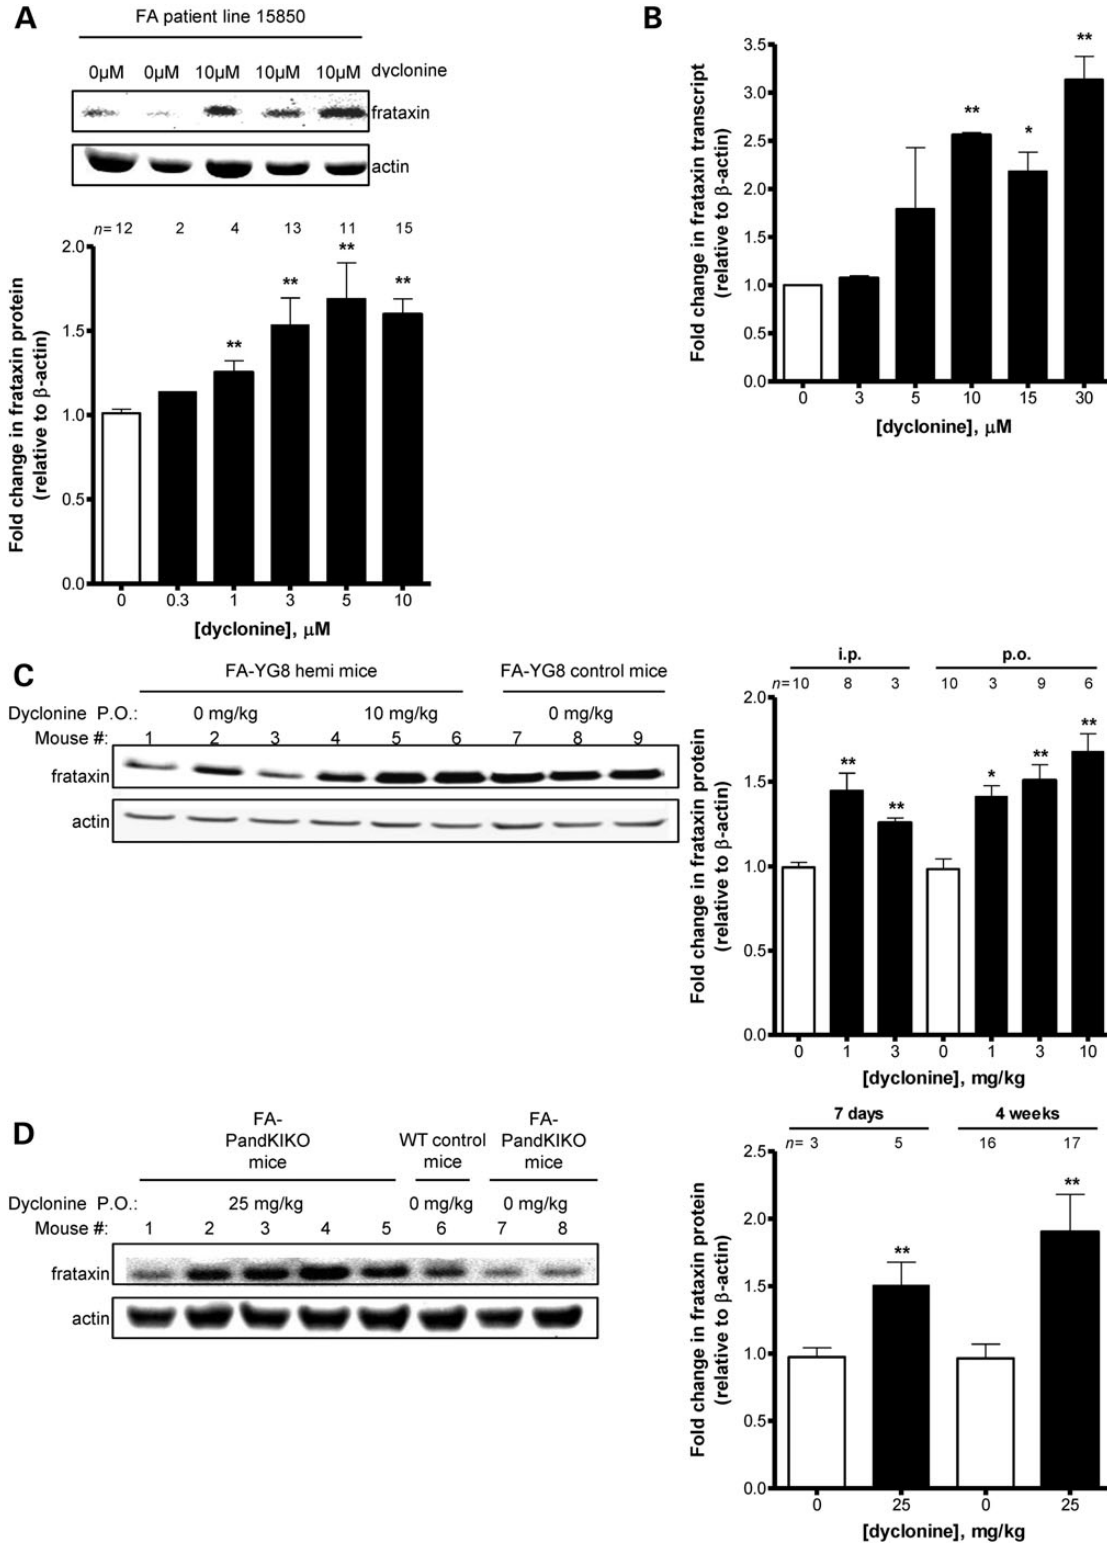 A
FA patient line 15850
0µM 0µM 10µM 10µM 10µM dyclonine
frataxin
actin
n= 12 2 4 13 11 15
2.0
1.5
1.0
0.5
0.0
** ** ** **
Fold change in frataxin protein
(relative to β-actin)
0 0.3 1 3 5 10
[dyclonine], µM
B
3.5
3.0
2.5
2.0
1.5
1.0
0.5
0.0
** * **
Fold change in frataxin transcript
(relative to β-actin)
0 3 5 10 15 30
[dyclonine], µM
C
FA-YG8 hemi mice FA-YG8 control mice
Dyclonine P.O.: 0 mg/kg 10 mg/kg 0 mg/kg
Mouse #: 1 2 3 4 5 6 7 8 9
frataxin
actin
i.p. p.o.
n= 10 8 3 10 3 9 6
2.0
1.5
1.0
0.5
0.0
** ** * ** **
Fold change in frataxin protein
(relative to β-actin)
0 1 3 0 1 3 10
[dyclonine], mg/kg
D
FA-
PandKIKO
mice
WT control
mice
FA-
PandKIKO
mice
Dyclonine P.O.: 25 mg/kg 0 mg/kg 0 mg/kg
Mouse #: 1 2 3 4 5 6 7 8
frataxin
actin
7 days 4 weeks
n= 3 5 16 17
2.5
2.0
1.5
1.0
0.5
0.0
** **
Fold change in frataxin protein
(relative to β-actin)
0 25 0 25
[dyclonine], mg/kg